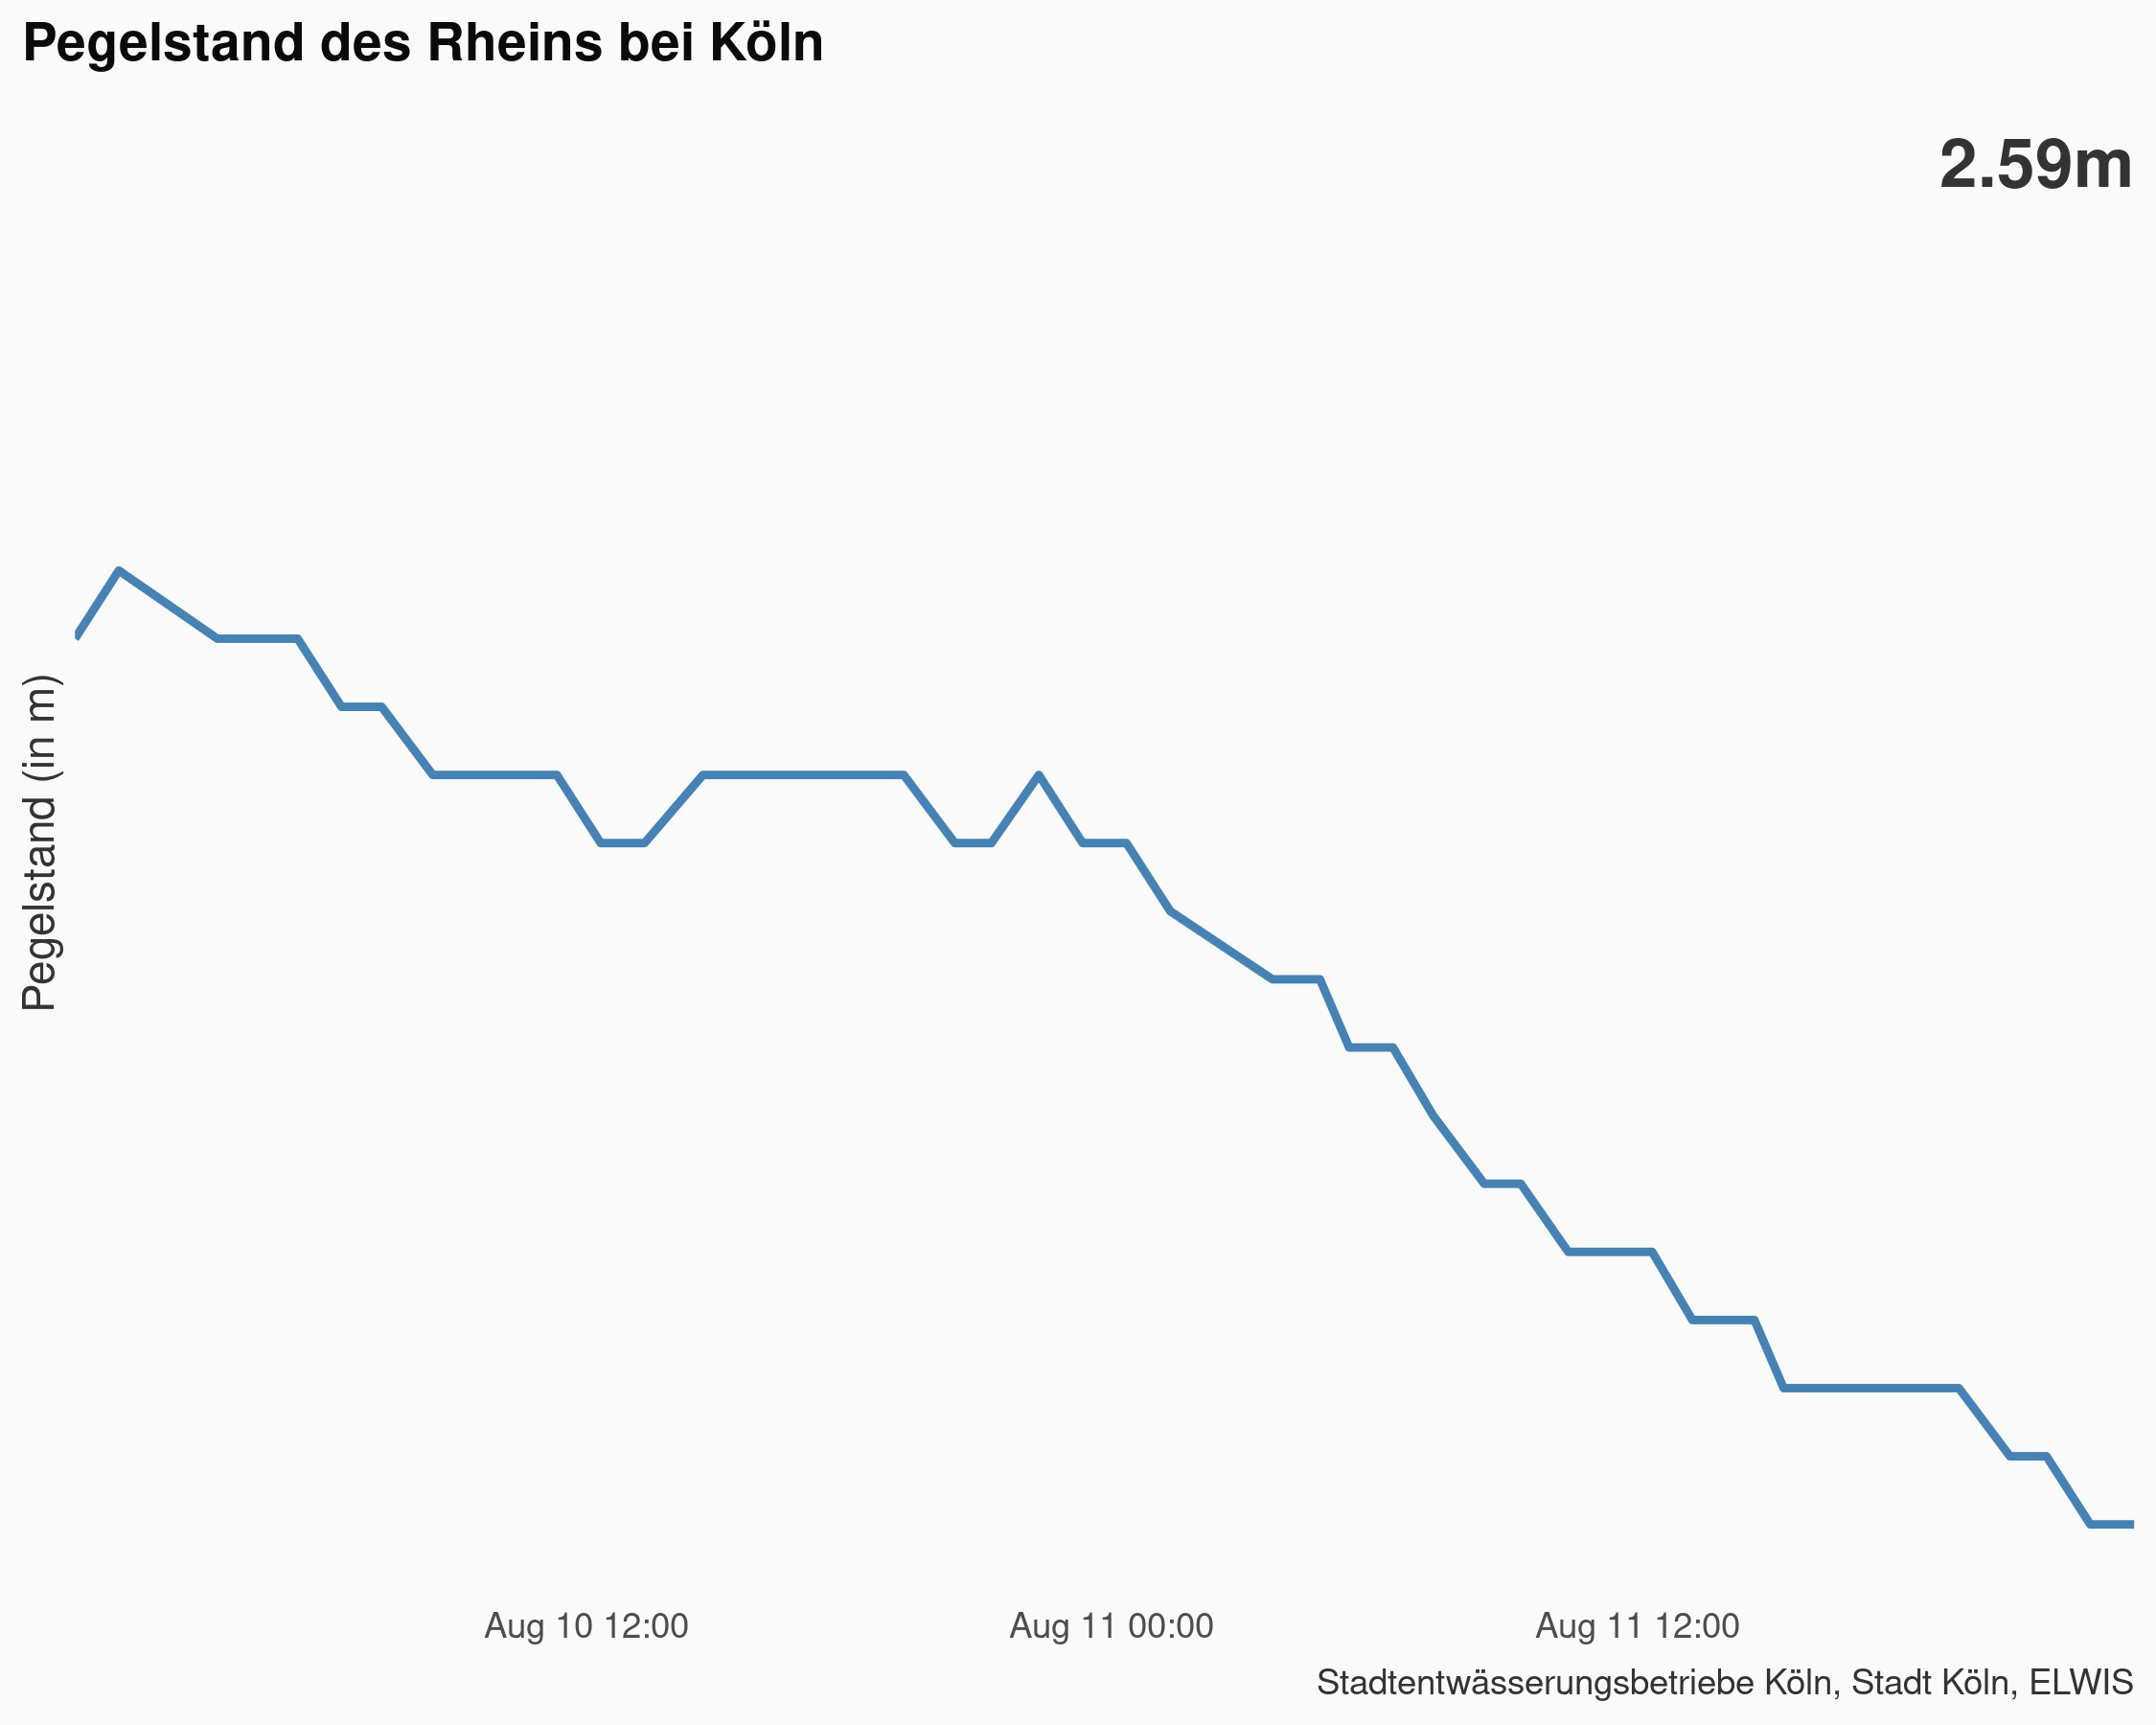 Pegelstand des Rheins bei Köln
2.59m
Pegelstand (in m)
Aug 10 12:00
Aug 11 00:00
Aug 11 12:00
Stadtentwässerungsbetriebe Köln, Stadt Köln, ELWIS